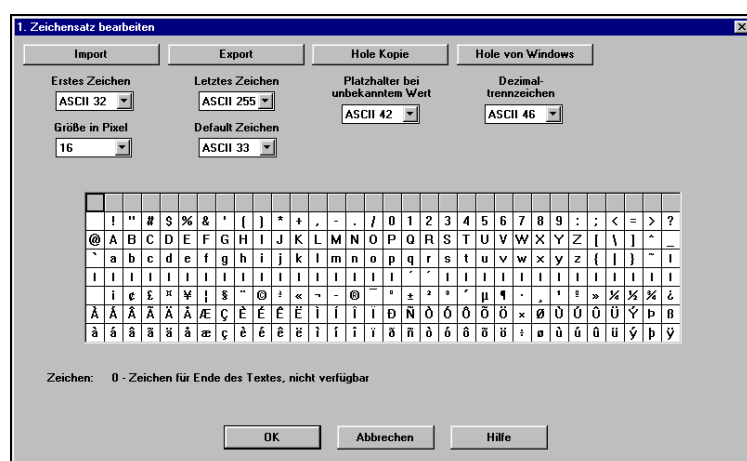 1. Zeichensatz bearbeiten
Import Export Hole Kopie Hole von Windows
Erstes Zeichen Letztes Zeichen Platzhalter bei unbekanntem Wert Dezimal-trennzeichen
ASCII 32 ASCII 255 ASCII 42 ASCII 46
Größe in Pixel Default Zeichen
16 ASCII 33
! " # $ % & ' ( ) * + , - . / 0 1 2 3 4 5 6 7 8 9 : ; < = > ?
@ A B C D E F G H I J K L M N O P Q R S T U V W X Y Z [ \ ] ^ _
` a b c d e f g h i j k l m n o p q r s t u v w x y z { | } ~ I
I I I I I I I I I I I I I I I I I ´ ´ I I I I I I I I I I I I I
¡ ¢ £ ¤ ¥ ¦ § ¨ © ª « ¬ - ® ¯ ° ± ² ³ ´ µ ¶ · ¸ ¹ º » ¼ ½ ¾ ¿
À Á Â Ã Ä Å Æ Ç È É Ê Ë Ì Í Î Ï Ð Ñ Ò Ó Ô Õ Ö × Ø Ù Ú Û Ü Ý Þ ß
à á â ã ä å æ ç è é ê ë ì í î ï ð ñ ò ó ô õ ö ÷ ø ù ú û ü ý þ ÿ
Zeichen: 0 - Zeichen für Ende des Textes, nicht verfügbar
OK Abbrechen Hilfe